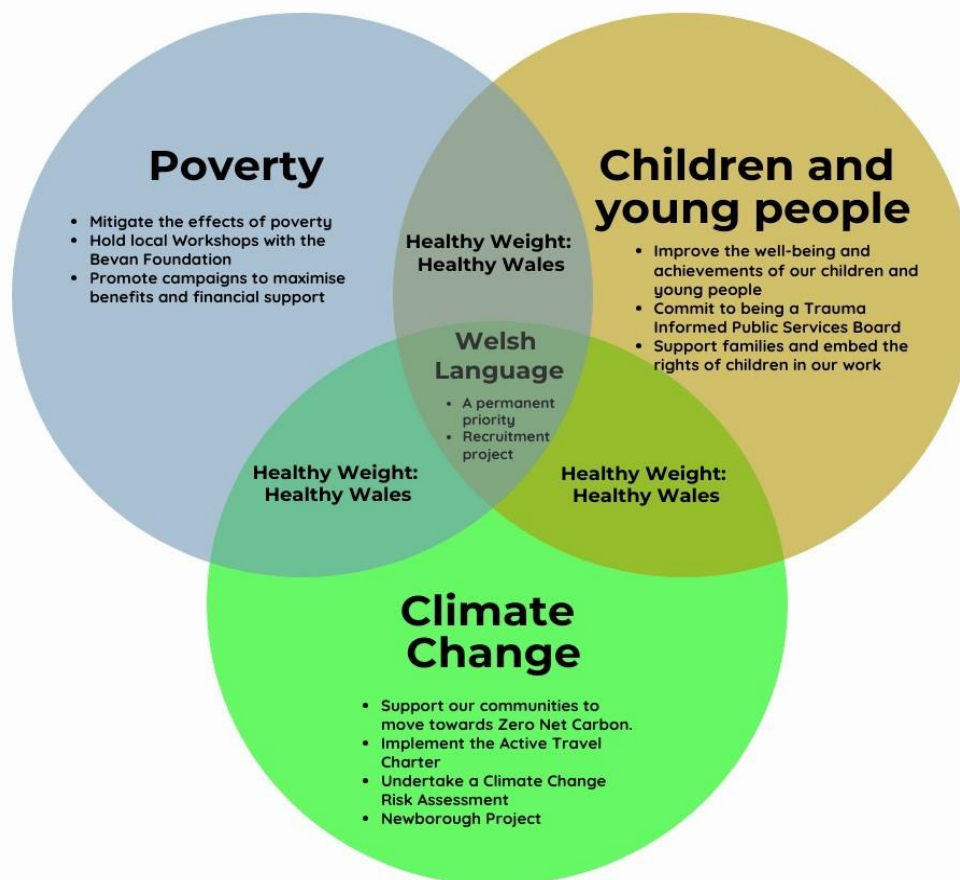 Poverty
• Mitigate the effects of poverty
• Hold local Workshops with the
Bevan Foundation
• Promote campaigns to maximise
benefits and financial support
Children and
young people
• Improve the well-being and
achievements of our children and
young people
• Commit to being a Trauma
Informed Public Services Board
• Support families and embed the
rights of children in our work
Healthy Weight:
Healthy Wales
Welsh
Language
• A permanent
priority
• Recruitment
project
Healthy Weight:
Healthy Wales
Healthy Weight:
Healthy Wales
Climate
Change
• Support our communities to
move towards Zero Net Carbon.
• Implement the Active Travel
Charter
• Undertake a Climate Change
Risk Assessment
• Newborough Project